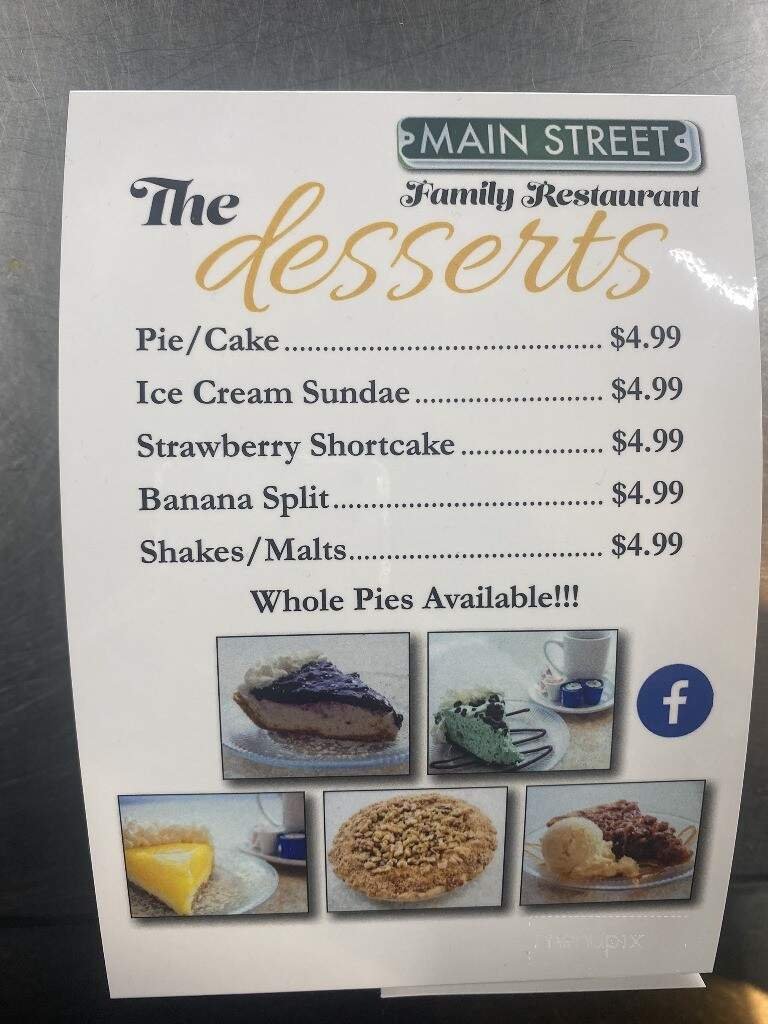 MAIN STREET
Family Restaurant
The
desserts
Pie/Cake.......................................... $4.99
Ice Cream Sundae......................... $4.99
Strawberry Shortcake................... $4.99
Banana Split.................................... $4.99
Shakes/Malts.................................. $4.99
Whole Pies Available!!!
f
menupix